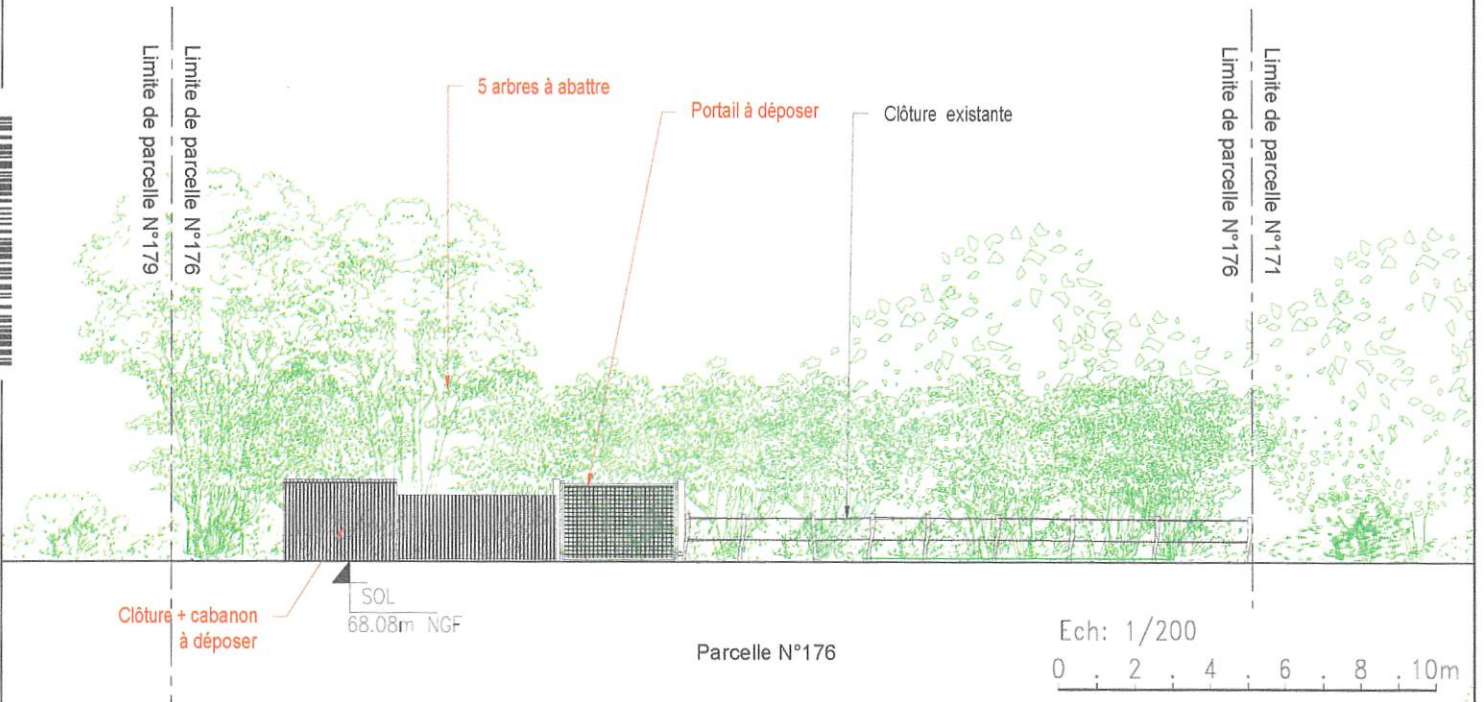 Limite de parcelle N°179
Limite de parcelle N°176
5 arbres à abattre
Portail à déposer
Clôture existante
Limite de parcelle N°176
Limite de parcelle N°171
Clôture + cabanon
à déposer
SOL
68.08m NGF
Parcelle N°176
Ech: 1/200
0 . 2 . 4 . 6 . 8 . 10m